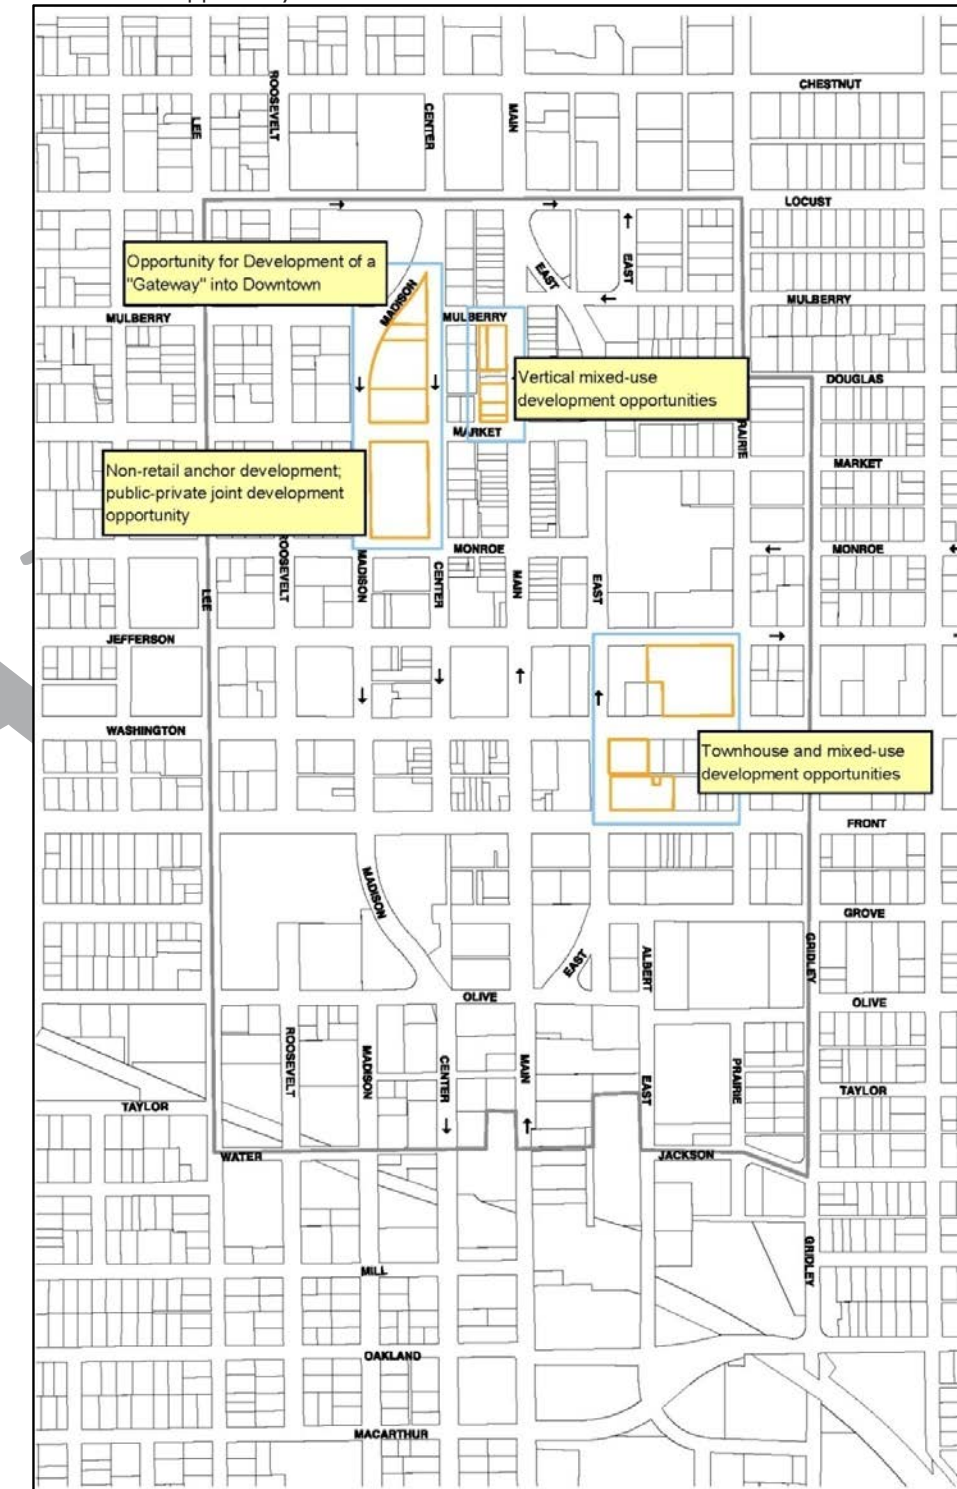 CHESTNUT
ROOSEVELT
LEE
CENTER
MAIN
LOCUST
Opportunity for Development of a
"Gateway" into Downtown
EAST
EAST
MADISON
MULBERRY
MULBERRY
MULBERRY
Vertical mixed-use
development opportunities
DOUGLAS
MARKET
RAIRIE
MARKET
Non-retail anchor development;
public-private joint development
opportunity
ROOSEVELT
MADISON
MONROE
MONROE
CENTER
MAIN
EAST
LEE
JEFFERSON
WASHINGTON
Townhouse and mixed-use
development opportunities
FRONT
MADISON
GROVE
EAST
ALBERT
GRIDLEY
OLIVE
OLIVE
ROOSEVELT
MADISON
CENTER
MAIN
EAST
PRAIRIE
TAYLOR
TAYLOR
WATER
JACKSON
GRIDLEY
MILL
OAKLAND
MACARTHUR